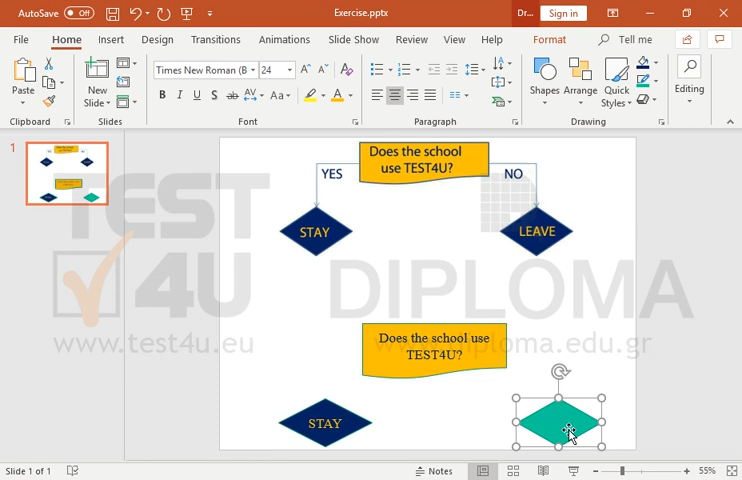 AutoSave Off Exercise.pptx Dr... Sign in
File Home Insert Design Transitions Animations Slide Show Review View Help Format Tell me
Paste New Slide Times New Roman (B 24 Shapes Arrange Quick Styles Editing
B I U S ab AV Aa A
Clipboard Slides Font Paragraph Drawing
1
Does the school
use TEST4U?
YES NO
STAY LEAVE
TEST
4U DIPLOMA
www.test4u.eu www.diploma.edu.gr
Does the school use
TEST4U?
STAY
Slide 1 of 1 Notes 55%